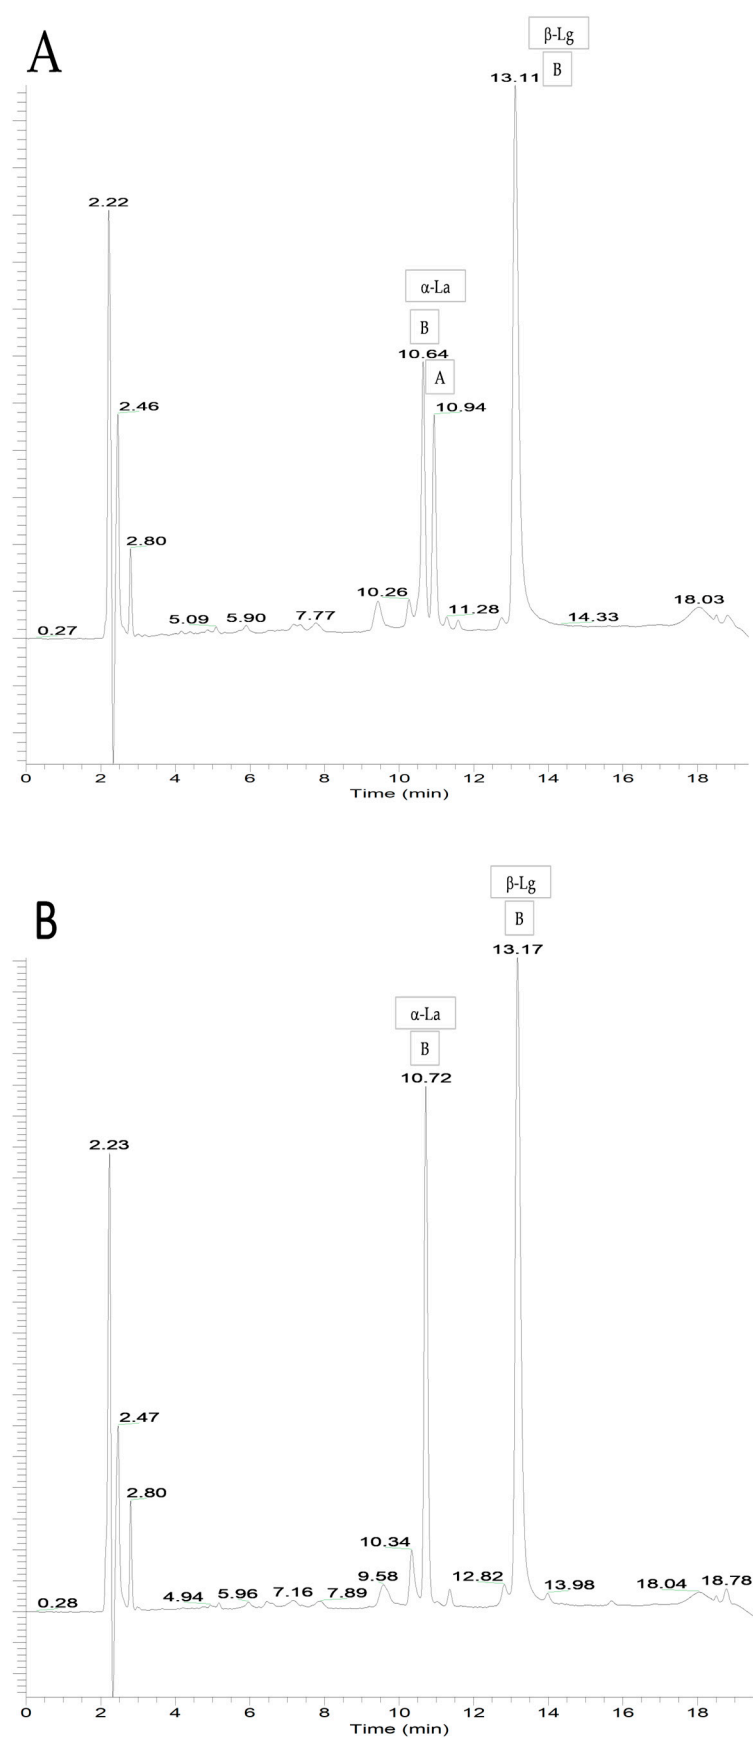 A
β-Lg
B
13.11
2.22
α-La
B
10.64
A
2.46
10.94
2.80
10.26
18.03
11.28
5.09
5.90
7.77
14.33
0.27
0 2 4 6 8 10 12 14 16 18
Time (min)
B
β-Lg
B
13.17
α-La
B
10.72
2.23
2.47
2.80
10.34
9.58
12.82
18.78
4.94
5.96
7.16
7.89
13.98
18.04
0.28
0 2 4 6 8 10 12 14 16 18
Time (min)